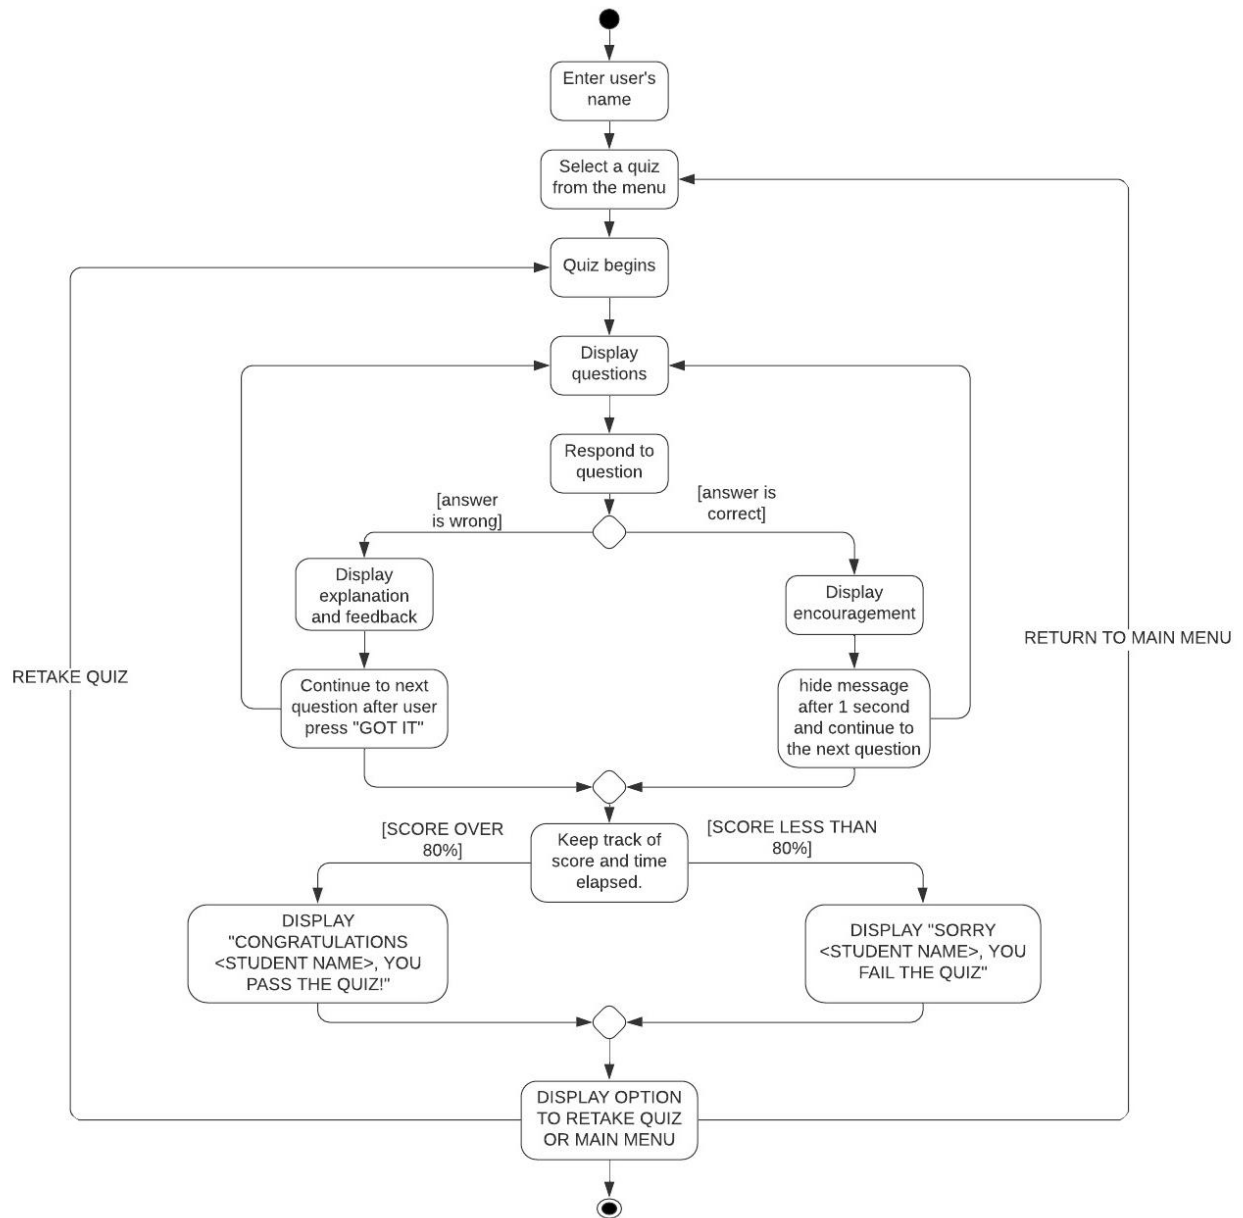 Enter user's
name
Select a quiz
from the menu
Quiz begins
Display
questions
Respond to
question
[answer
is wrong]
[answer is
correct]
Display
explanation
and feedback
Display
encouragement
RETAKE QUIZ
RETURN TO MAIN MENU
Continue to next
question after user
press "GOT IT"
hide message
after 1 second
and continue to
the next question
[SCORE OVER
80%]
Keep track of
score and time
elapsed.
[SCORE LESS THAN
80%]
DISPLAY
"CONGRATULATIONS
<STUDENT NAME>, YOU
PASS THE QUIZ!"
DISPLAY "SORRY
<STUDENT NAME>, YOU
FAIL THE QUIZ"
DISPLAY OPTION
TO RETAKE QUIZ
OR MAIN MENU